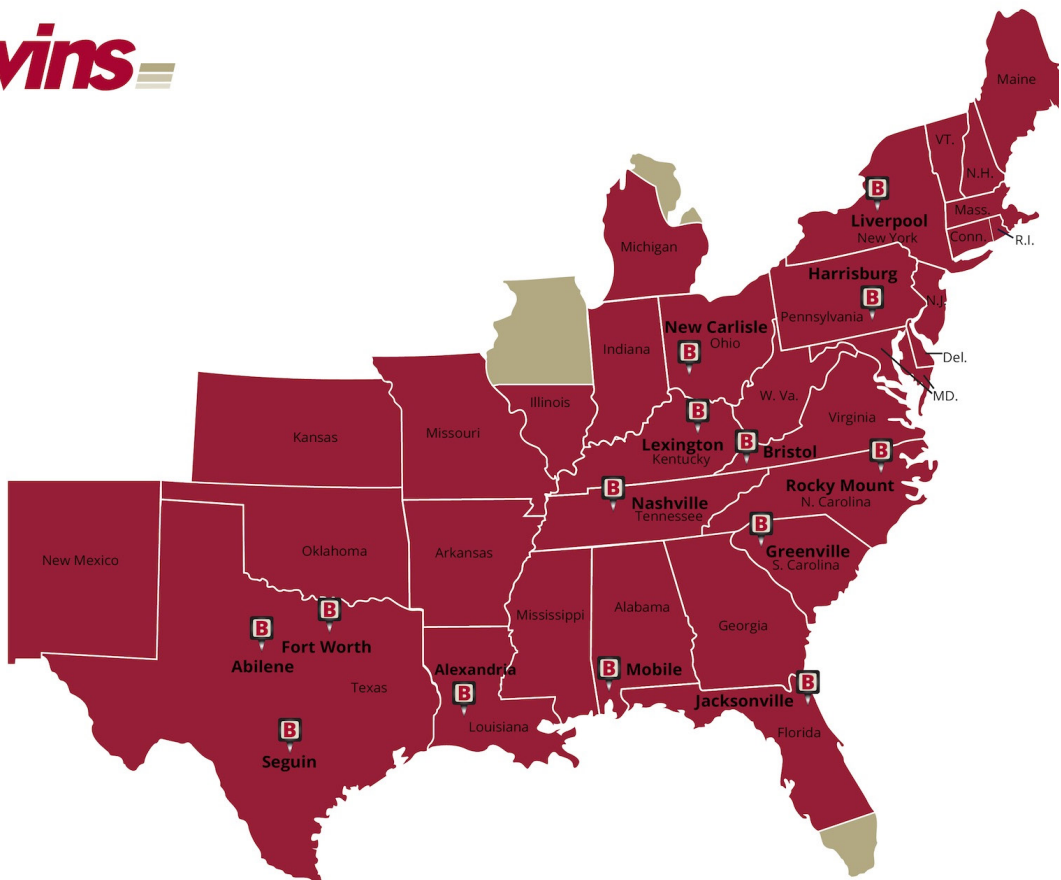 vins
Maine
VT.
N.H.
B
Liverpool
New York
Mass.
Conn.
R.I.
Michigan
Harrisburg
B
Pennsylvania
N.J.
New Carlisle
Ohio
B
Indiana
Del.
MD.
W. Va.
Illinois
B
Virginia
Kansas
Missouri
Lexington
Kentucky
B
Bristol
B
Rocky Mount
N. Carolina
B
Nashville
Tennessee
B
Greenville
S. Carolina
New Mexico
Oklahoma
Arkansas
Mississippi
Alabama
Georgia
B
Fort Worth
B
Abilene
Texas
Alexandria
B
Louisiana
B
Mobile
B
Jacksonville
Florida
B
Seguin